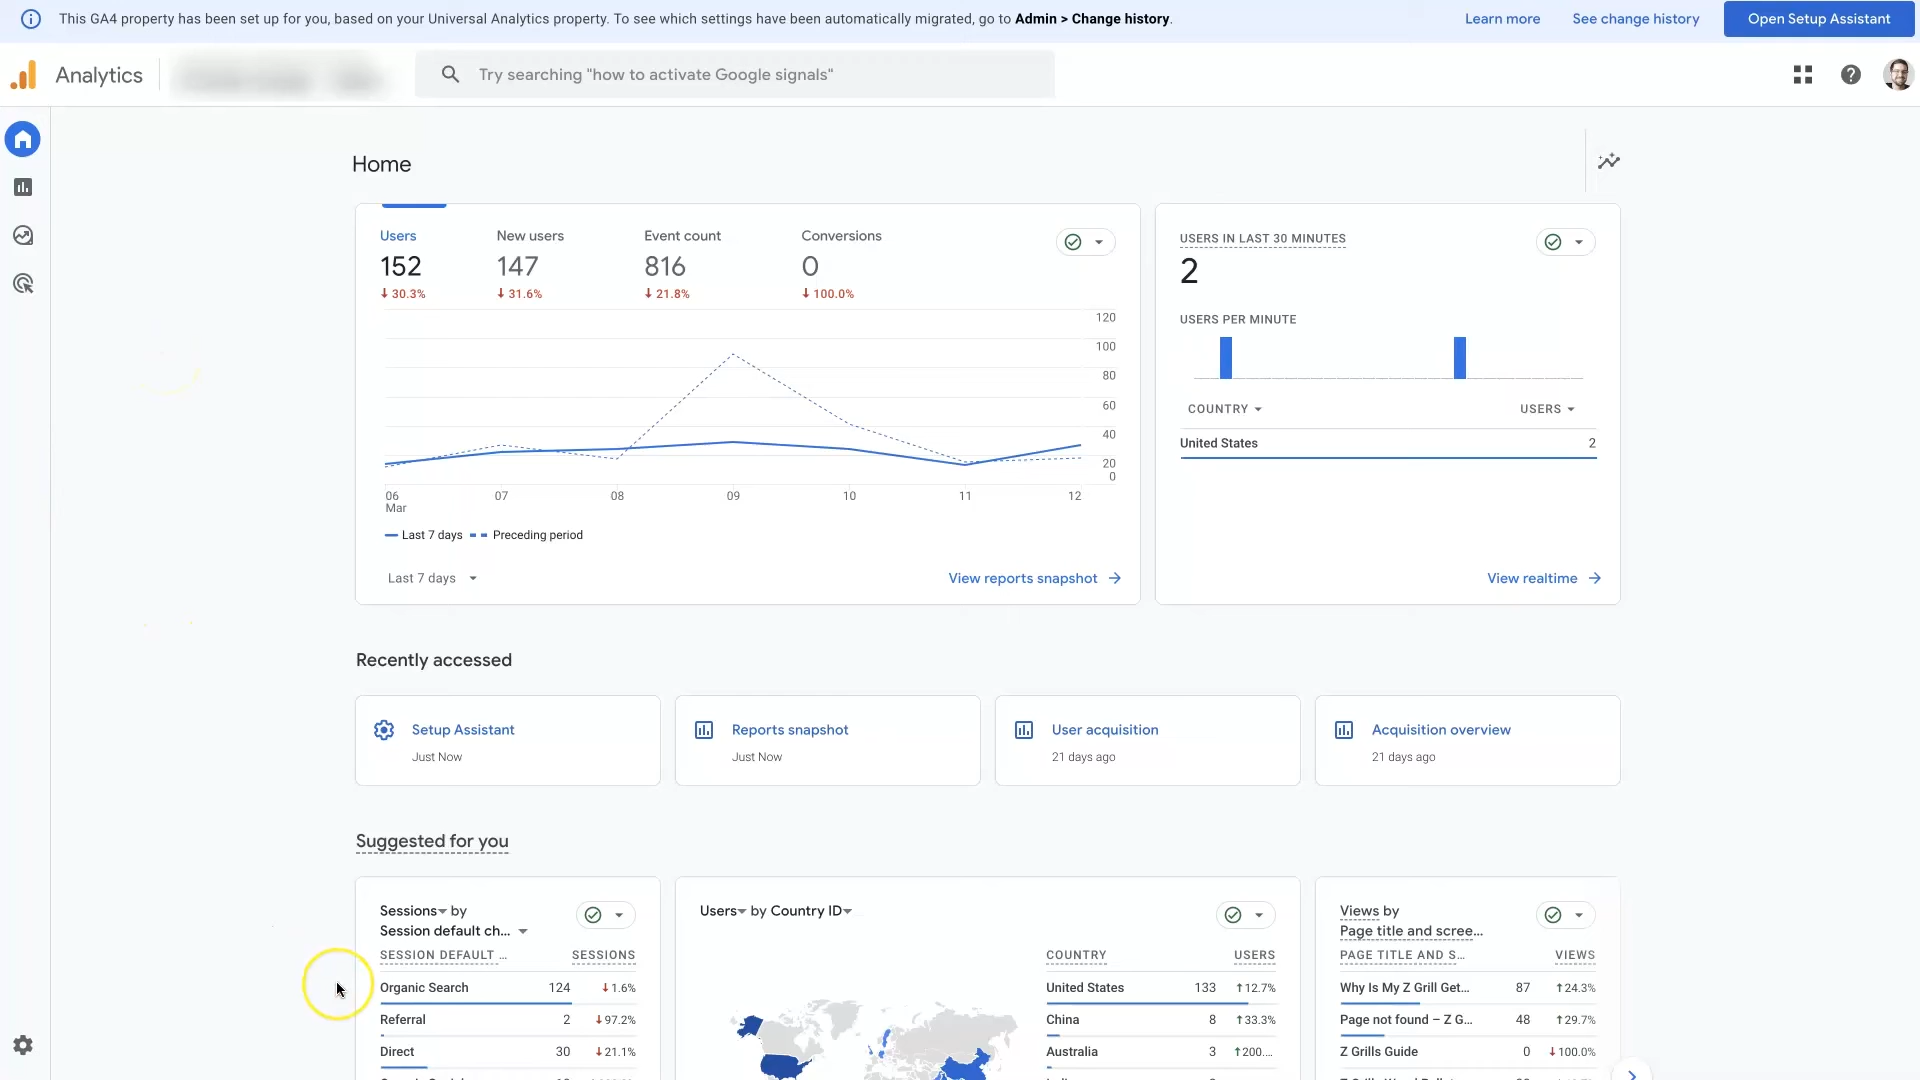 This GA4 property has been set up for you, based on your Universal Analytics property. To see which settings have been automatically migrated, go to Admin > Change history.
Learn more
See change history
Open Setup Assistant
Analytics
Try searching "how to activate Google signals"
Home
Users
152
↓ 30.3%
New users
147
↓ 31.6%
Event count
816
↓ 21.8%
Conversions
0
↓ 100.0%
120
100
80
60
40
20
0
06
Mar
07
08
09
10
11
12
Last 7 days
Preceding period
Last 7 days
View reports snapshot
USERS IN LAST 30 MINUTES
2
USERS PER MINUTE
COUNTRY
USERS
United States
2
View realtime
Recently accessed
Setup Assistant
Just Now
Reports snapshot
Just Now
User acquisition
21 days ago
Acquisition overview
21 days ago
Suggested for you
Sessions by
Session default ch...
SESSION DEFAULT ...
SESSIONS
Organic Search 124 ↓1.6%
Referral 2 ↓97.2%
Direct 30 ↓21.1%
Users by Country ID
COUNTRY
USERS
United States 133 ↑12.7%
China 8 ↑33.3%
Australia 3 ↑200....
Views by
Page title and scree...
PAGE TITLE AND S...
VIEWS
Why Is My Z Grill Get... 87 ↑24.3%
Page not found – Z G... 48 ↑29.7%
Z Grills Guide 0 ↓100.0%